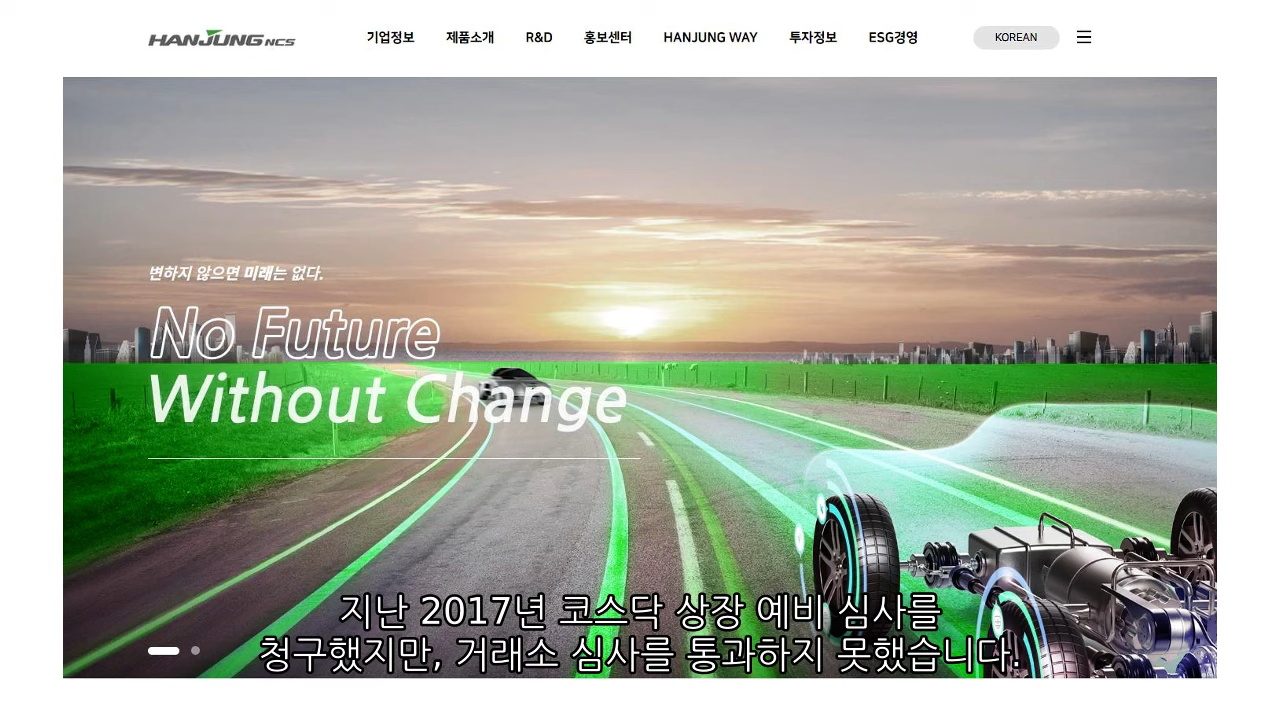 HANJUNG NCS
기업정보
제품소개
R&D
홍보센터
HANJUNG WAY
투자정보
ESG경영
KOREAN
변하지 않으면 미래는 없다.
No Future
Without Change
지난 2017년 코스닥 상장 예비 심사를
청구했지만, 거래소 심사를 통과하지 못했습니다.